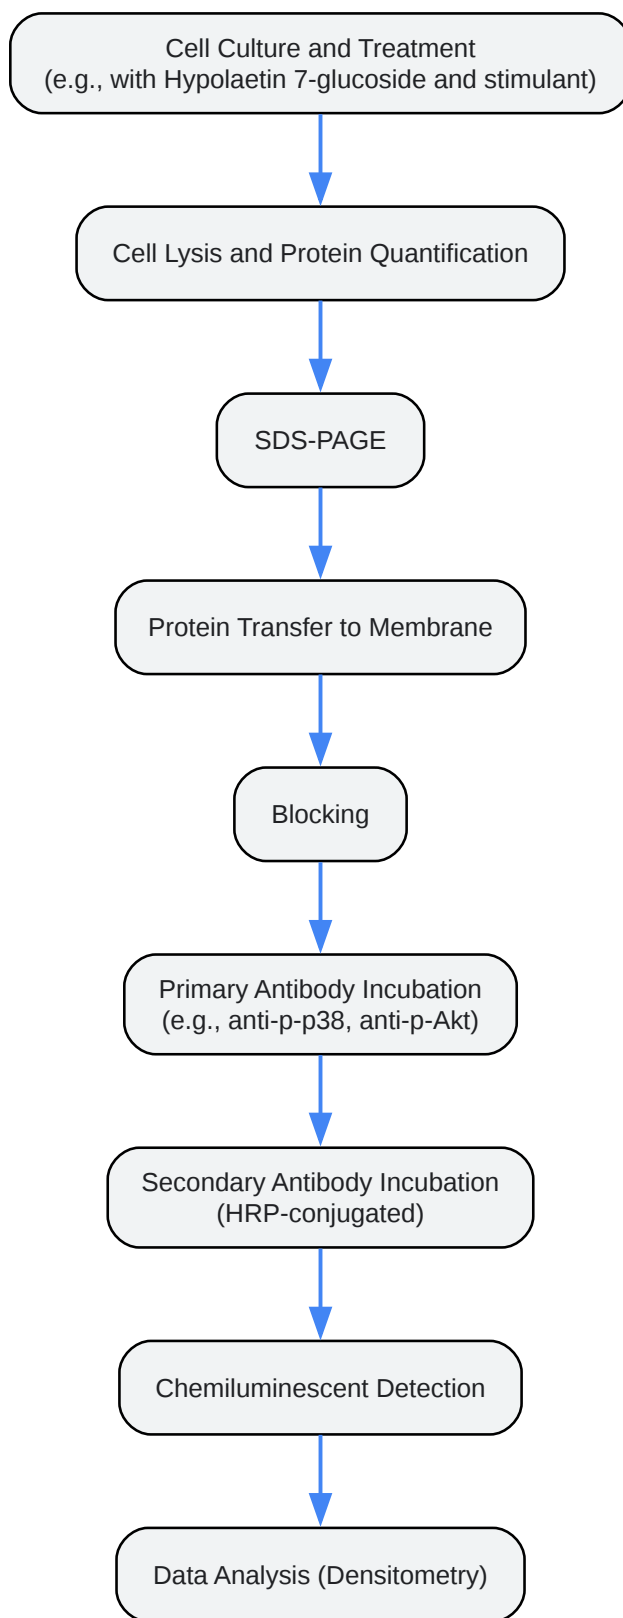 Cell Culture and Treatment
(e.g., with Hypolaetin 7-glucoside and stimulant)
Cell Lysis and Protein Quantification
SDS-PAGE
Protein Transfer to Membrane
Blocking
Primary Antibody Incubation
(e.g., anti-p-p38, anti-p-Akt)
Secondary Antibody Incubation
(HRP-conjugated)
Chemiluminescent Detection
Data Analysis (Densitometry)